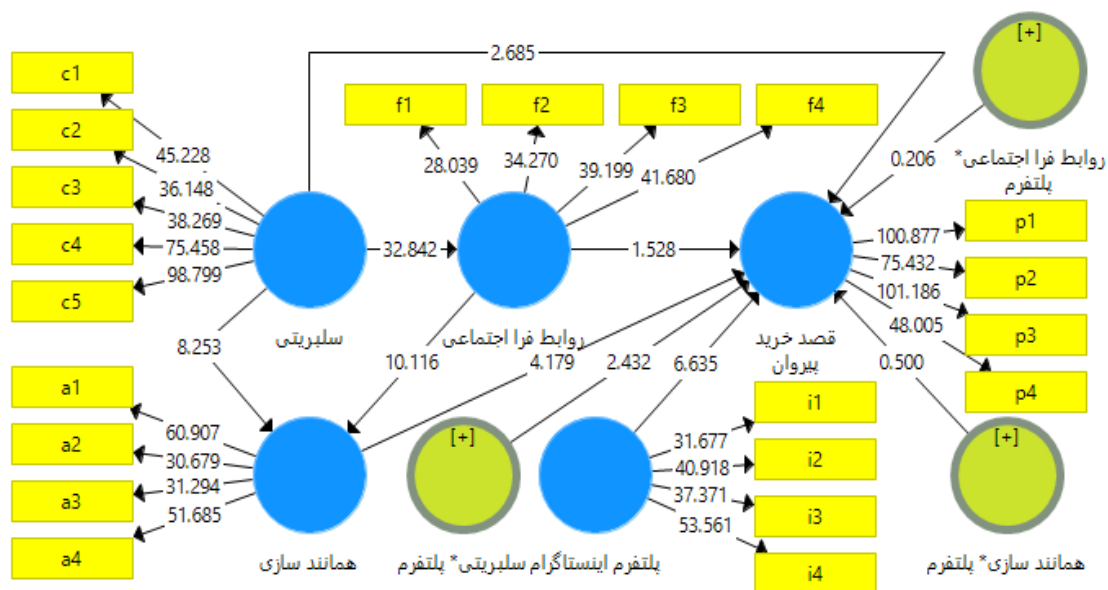 2.685
[+]
c1
c2
c3
c4
c5
f1
f2
f3
f4
45.228
36.148
38.269
75.458
98.799
28.039
34.270
39.199
41.680
0.206
روابط فرا اجتماعی*
پلتفرم
32.842
1.528
100.877
75.432
101.186
48.005
p1
p2
p3
p4
سلبریتی
روابط فرا اجتماعی
قصد خرید
پیروان
8.253
10.116
4.179
2.432
6.635
0.500
a1
a2
a3
a4
60.907
30.679
31.294
51.685
[+]
31.677
40.918
37.371
53.561
i1
i2
i3
i4
[+]
همانند سازی
سلبریتی* پلتفرم
پلتفرم اینستاگرام
همانند سازی* پلتفرم